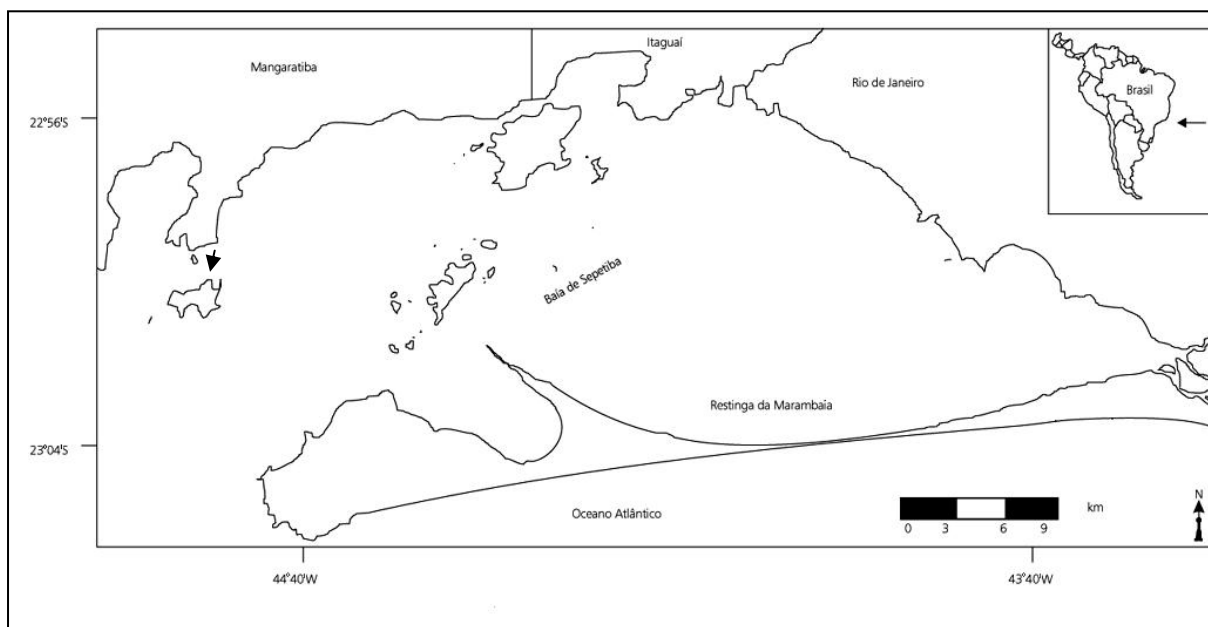 Itaguaí
Mangaratiba
Rio de Janeiro
Brasil
22°56'S
Baía de Sepetiba
Restinga da Marambaïa
23°04'S
Oceano Atlântico
km
N
0 3 6 9
44°40'W
43°40'W